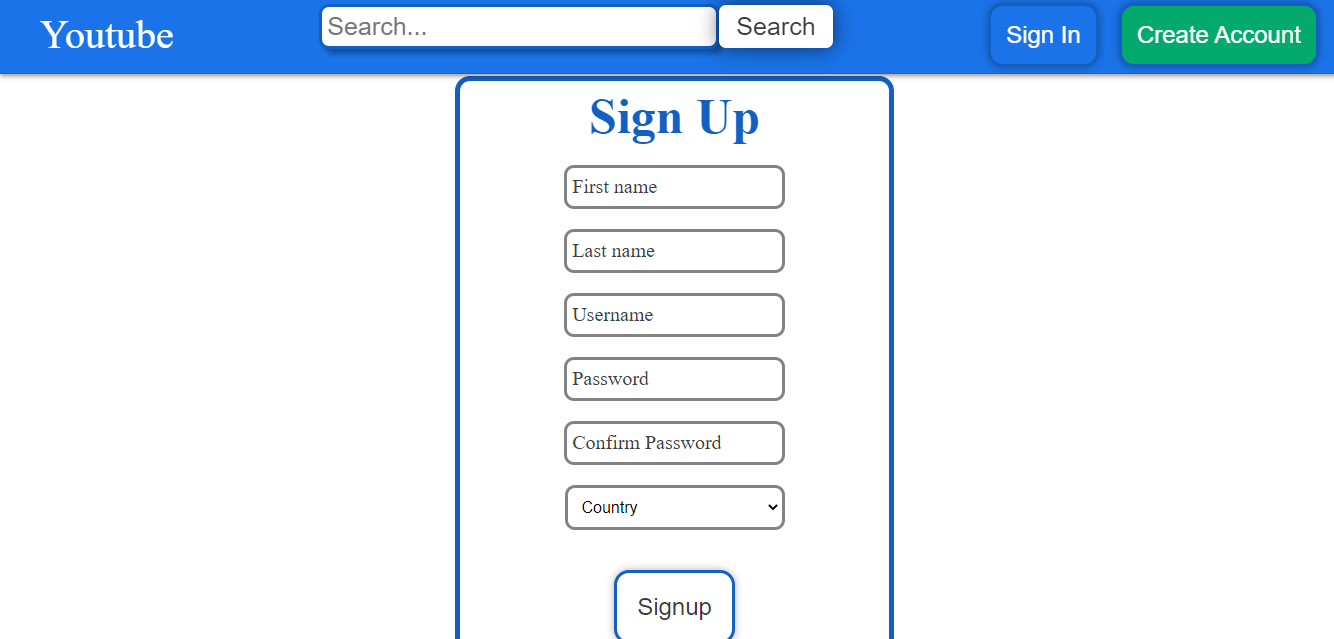 Youtube Search... Search Sign In Create Account
Sign Up
First name
Last name
Username
Password
Confirm Password
Country
Signup